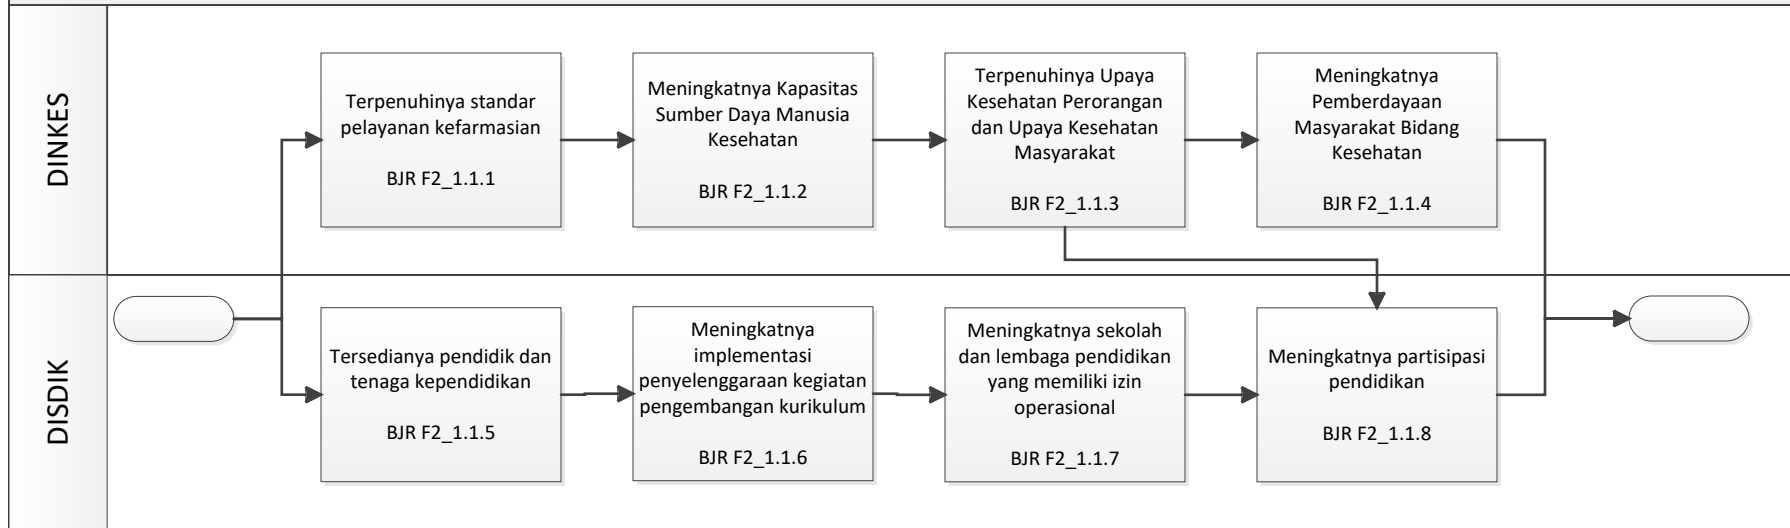 DINKES
Terpenuhinya standar
pelayanan kefarmasian
BJR F2_1.1.1
Meningkatnya Kapasitas
Sumber Daya Manusia
Kesehatan
BJR F2_1.1.2
Terpenuhinya Upaya
Kesehatan Perorangan
dan Upaya Kesehatan
Masyarakat
BJR F2_1.1.3
Meningkatnya
Pemberdayaan
Masyarakat Bidang
Kesehatan
BJR F2_1.1.4
DISDIK
Tersedianya pendidik dan
tenaga kependidikan
BJR F2_1.1.5
Meningkatnya
implementasi
penyelenggaraan kegiatan
pengembangan kurikulum
BJR F2_1.1.6
Meningkatnya sekolah
dan lembaga pendidikan
yang memiliki izin
operasional
BJR F2_1.1.7
Meningkatnya partisipasi
pendidikan
BJR F2_1.1.8